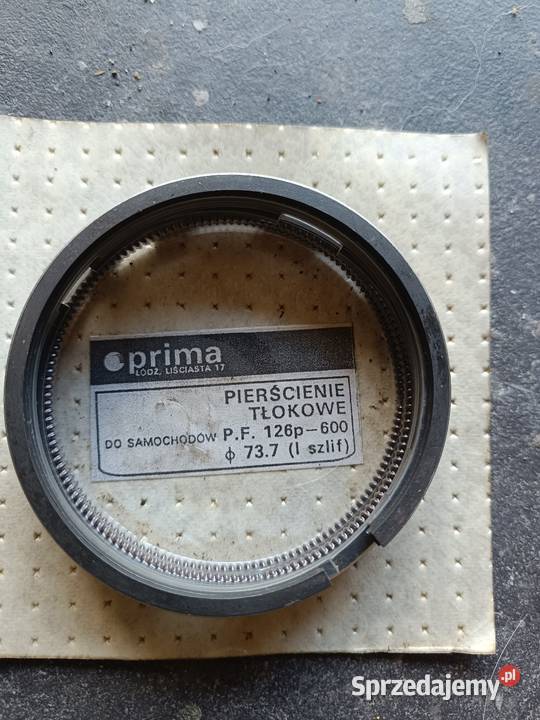 prima
ŁÓDŹ, LIŚCIASTA 17
PIERŚCIENIE
TŁOKOWE
DO SAMOCHODÓW P.F. 126p-600
ϕ 73.7 (I szlif)
Sprzedajemy.pl